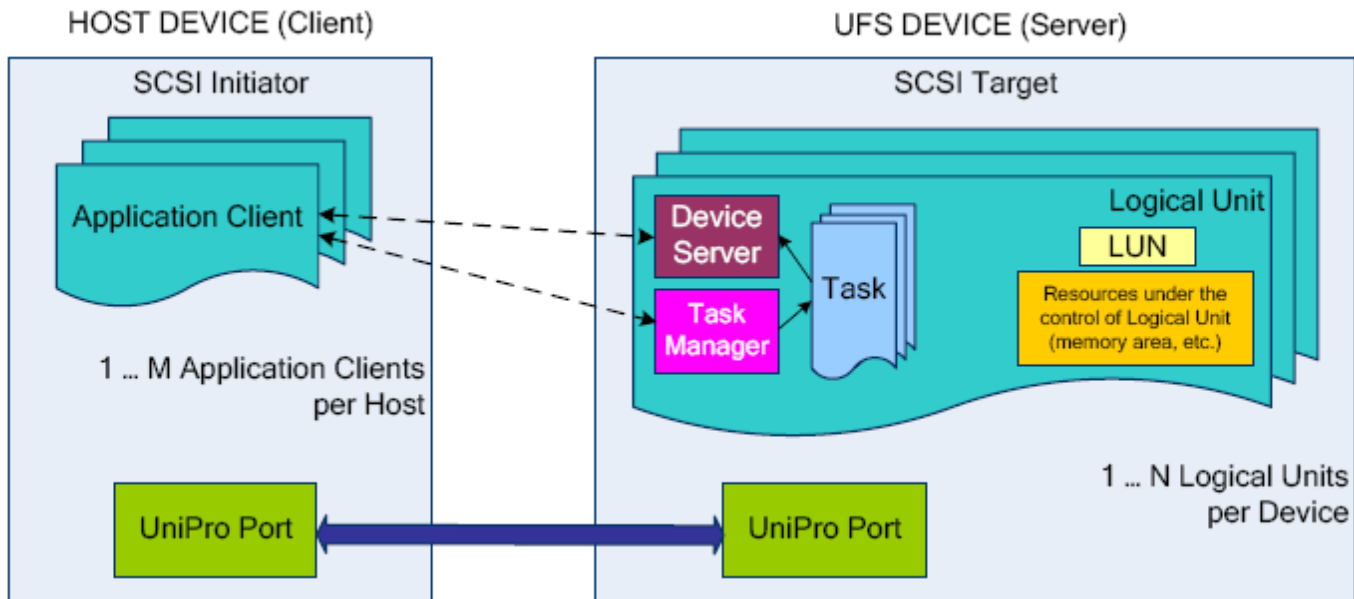 HOST DEVICE (Client)
SCSI Initiator
Application Client
1 ... M Application Clients
per Host
UniPro Port
UFS DEVICE (Server)
SCSI Target
Logical Unit
Device
Server
Task
Manager
Task
LUN
Resources under the
control of Logical Unit
(memory area, etc.)
1 ... N Logical Units
per Device
UniPro Port